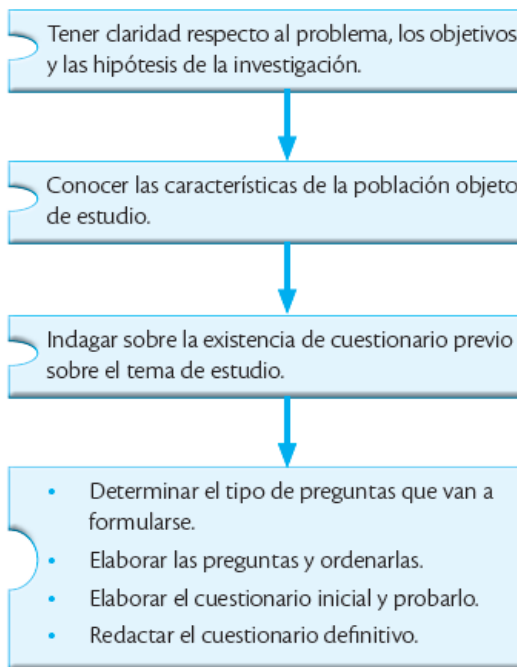 Tener claridad respecto al problema, los objetivos
y las hipótesis de la investigación.
Conocer las características de la población objeto
de estudio.
Indagar sobre la existencia de cuestionario previo
sobre el tema de estudio.
• Determinar el tipo de preguntas que van a
formularse.
• Elaborar las preguntas y ordenarlas.
• Elaborar el cuestionario inicial y probarlo.
• Redactar el cuestionario definitivo.